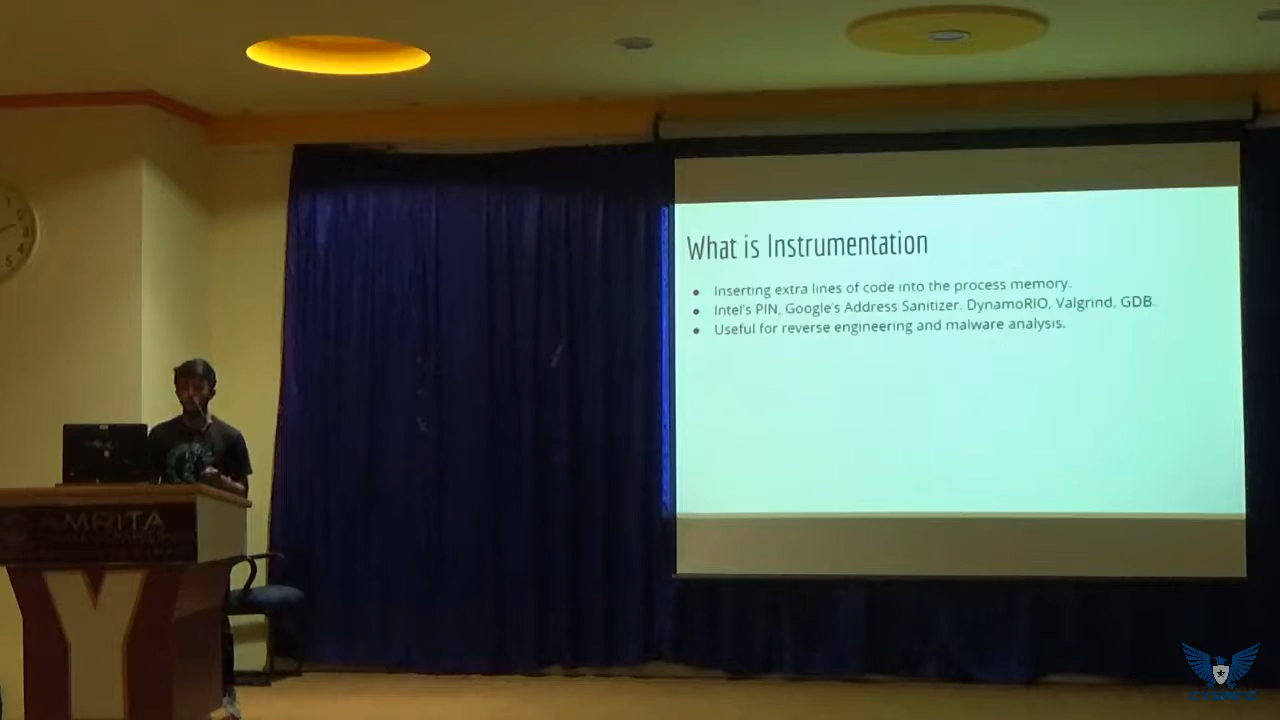 What is Instrumentation
● Inserting extra lines of code into the process memory.
● Intel's PIN, Google's Address Sanitizer. DynamoRIO, Valgrind, GDB.
● Useful for reverse engineering and malware analysis.
AMRITA